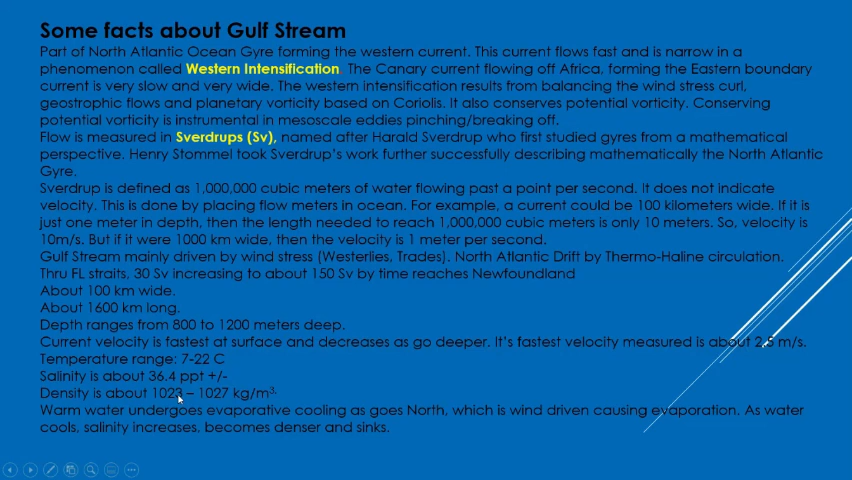 Some facts about Gulf Stream
Part of North Atlantic Ocean Gyre forming the western current. This current flows fast and is narrow in a
phenomenon called Western Intensification. The Canary current flowing off Africa, forming the Eastern boundary
current is very slow and very wide. The western intensification results from balancing the wind stress curl,
geostrophic flows and planetary vorticity based on Coriolis. It also conserves potential vorticity. Conserving
potential vorticity is instrumental in mesoscale eddies pinching/breaking off.
Flow is measured in Sverdrups (Sv), named after Harald Sverdrup who first studied gyres from a mathematical
perspective. Henry Stommel took Sverdrup's work further successfully describing mathematically the North Atlantic
Gyre.
Sverdrup is defined as 1,000,000 cubic meters of water flowing past a point per second. It does not indicate
velocity. This is done by placing flow meters in ocean. For example, a current could be 100 kilometers wide. If it is
just one meter in depth, then the length needed to reach 1,000,000 cubic meters is only 10 meters. So, velocity is
10m/s. But if it were 1000 km wide, then the velocity is 1 meter per second.
Gulf Stream mainly driven by wind stress (Westerlies, Trades). North Atlantic Drift by Thermo-Haline circulation.
Thru FL straits, 30 Sv increasing to about 150 Sv by time reaches Newfoundland
About 100 km wide.
About 1600 km long.
Depth ranges from 800 to 1200 meters deep.
Current velocity is fastest at surface and decreases as go deeper. It's fastest velocity measured is about 2.5 m/s.
Temperature range: 7-22 C
Salinity is about 36.4 ppt +/-
Density is about 1023 – 1027 kg/m³.
Warm water undergoes evaporative cooling as goes North, which is wind driven causing evaporation. As water
cools, salinity increases, becomes denser and sinks.